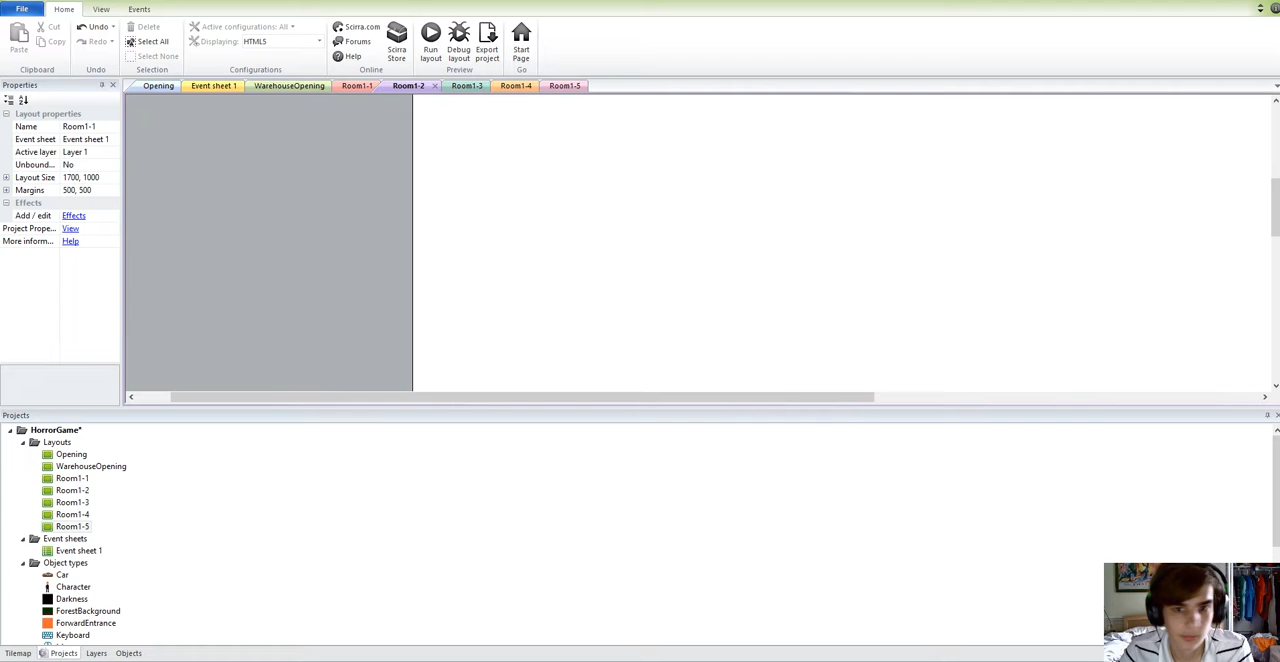 File Home View Events
Paste Cut Copy Clipboard
Undo Redo Undo
Delete Select All Select None Selection
Active configurations: All
Displaying: HTML5
Configurations
Scirra.com Forums Help Scirra Store Online
Run layout Debug layout Export project Preview
Start Page Go
Properties
Opening Event sheet 1 WarehouseOpening Room1-1 Room1-2 Room1-3 Room1-4 Room1-5
Layout properties
Name Room1-1
Event sheet Event sheet 1
Active layer Layer 1
Unbound... No
Layout Size 1700, 1000
Margins 500, 500
Effects
Add / edit Effects
Project Prope... View
More inform... Help
Projects
HorrorGame*
Layouts
Opening
WarehouseOpening
Room1-1
Room1-2
Room1-3
Room1-4
Room1-5
Event sheets
Event sheet 1
Object types
Car
Character
Darkness
ForestBackground
ForwardEntrance
Keyboard
Tilemap Projects Layers Objects